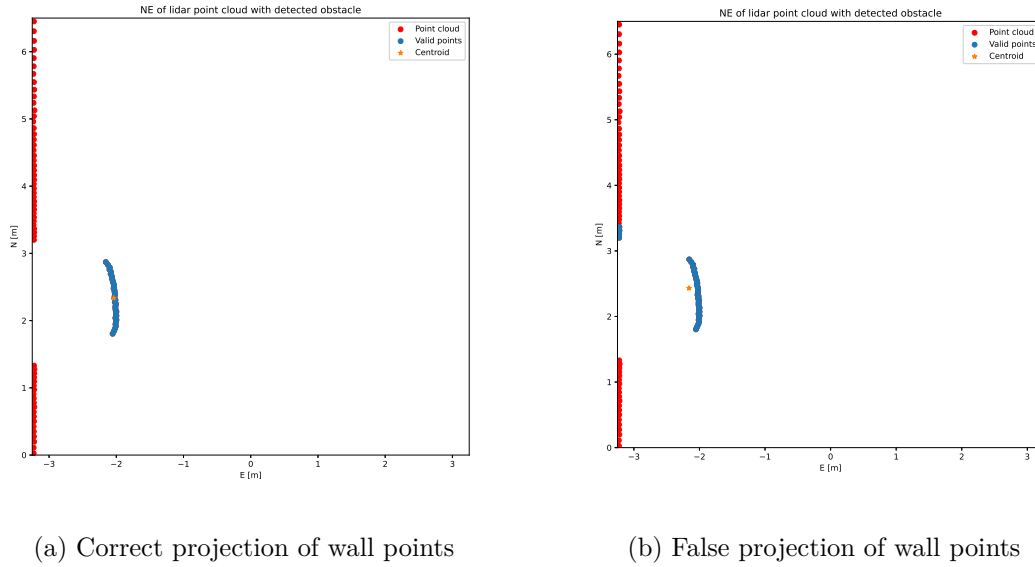 NE of lidar point cloud with detected obstacle
Point cloud
Valid points
Centroid
6
5
4
3
2
1
0
N [m]
−3 −2 −1 0 1 2 3
E [m]
(a) Correct projection of wall points
NE of lidar point cloud with detected obstacle
Point cloud
Valid points
Centroid
6
5
4
3
2
1
0
N [m]
−3 −2 −1 0 1 2 3
E [m]
(b) False projection of wall points